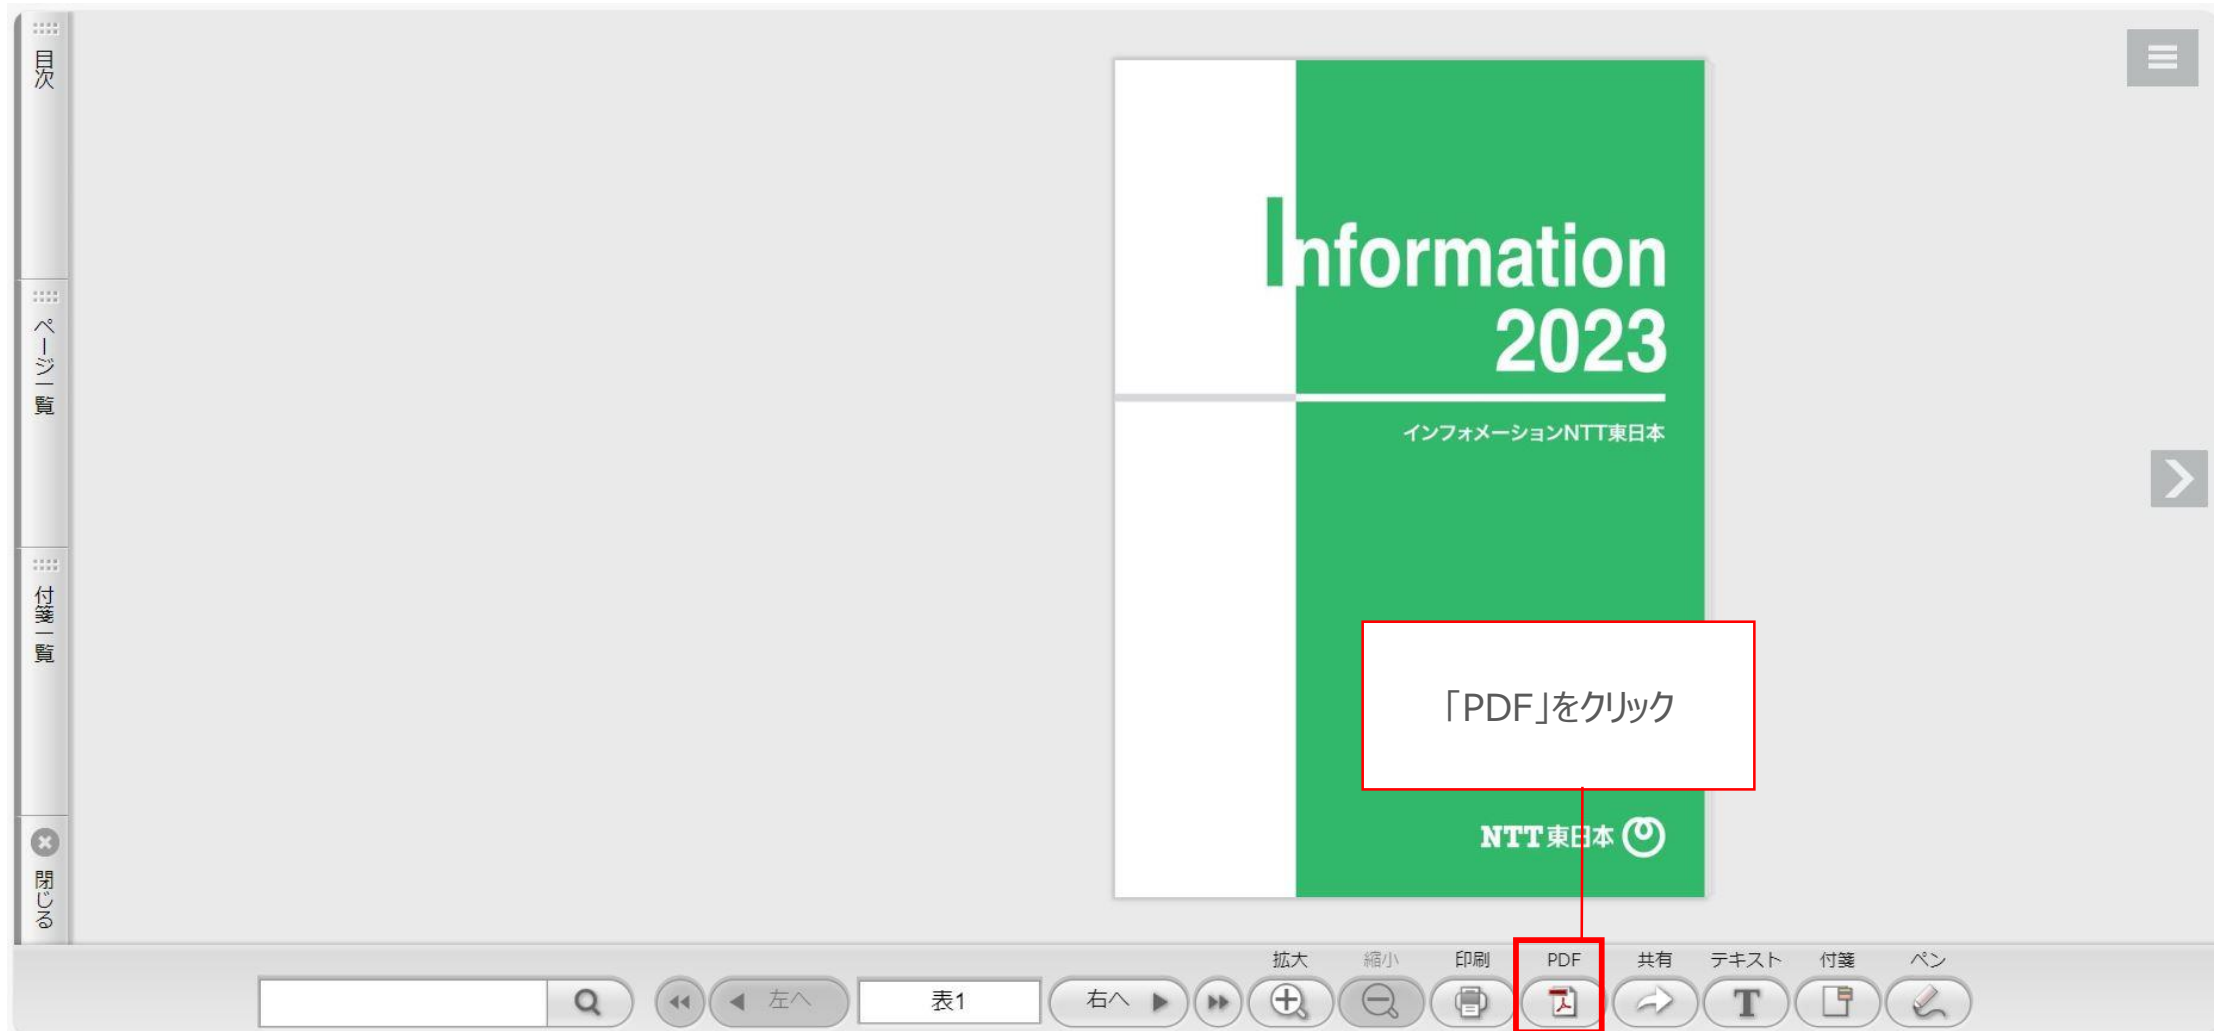 目次
ページ一覧
付箋一覧
閉じる
Information
2023
インフォメーションNTT東日本
「PDF」をクリック
NTT東日本
拡大
縮小
印刷
PDF
共有
テキスト
付箋
ペン
左へ
表1
右へ
T